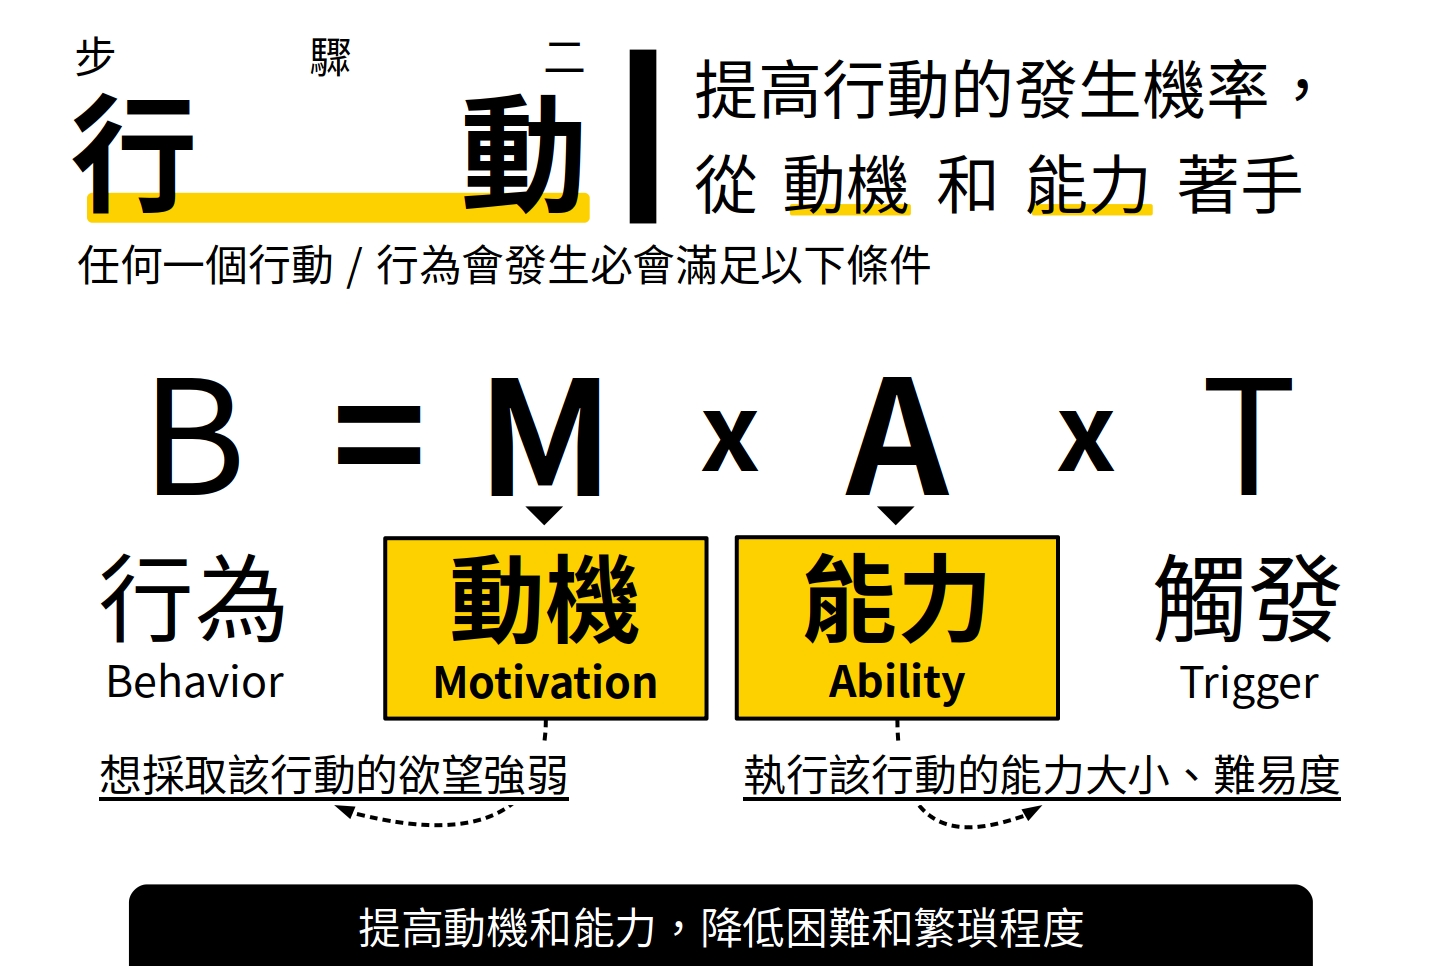 步驟二
行動
提高行動的發生機率，
從 動機 和 能力 著手
任何一個行動 / 行為會發生必會滿足以下條件
B = M x A x T
行為 動機 能力 觸發
Behavior Motivation Ability Trigger
想採取該行動的欲望強弱 執行該行動的能力大小、難易度
提高動機和能力，降低困難和繁瑣程度